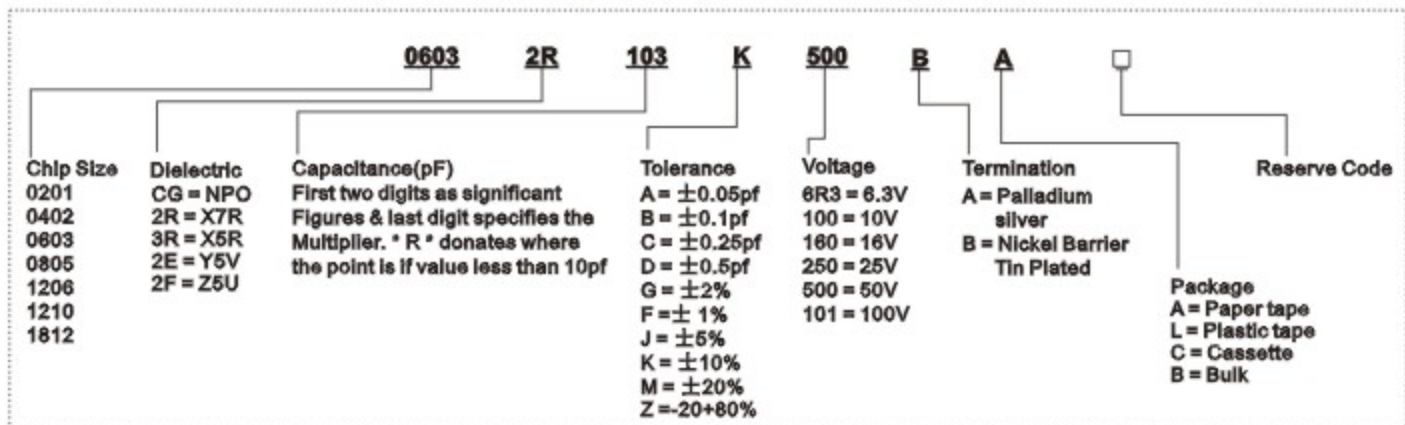 0603 2R 103 K 500 B A □
Chip Size
0201
0402
0603
0805
1206
1210
1812
Dielectric
CG = NPO
2R = X7R
3R = X5R
2E = Y5V
2F = Z5U
Capacitance(pF)
First two digits as significant
Figures & last digit specifies the
Multiplier. " R " donates where
the point is if value less than 10pf
Tolerance
A = ±0.05pf
B = ±0.1pf
C = ±0.25pf
D = ±0.5pf
G = ±2%
F = ± 1%
J = ±5%
K = ±10%
M = ±20%
Z =-20+80%
Voltage
6R3 = 6.3V
100 = 10V
160 = 16V
250 = 25V
500 = 50V
101 = 100V
Termination
A = Palladium
silver
B = Nickel Barrier
Tin Plated
Package
A = Paper tape
L = Plastic tape
C = Cassette
B = Bulk
Reserve Code